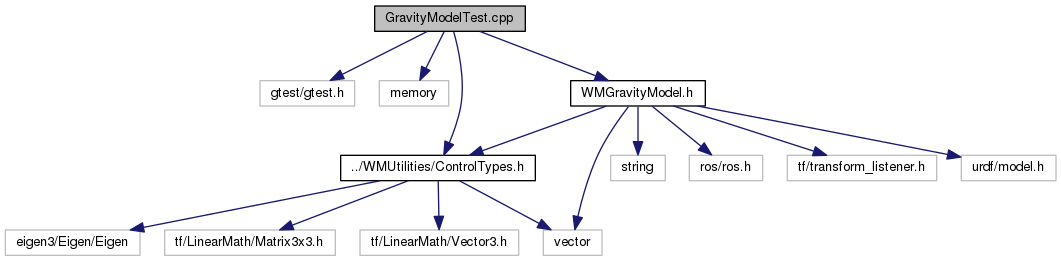 GravityModelTest.cpp
gtest/gtest.h
memory
WMGravityModel.h
../WMUtilities/ControlTypes.h
string
ros/ros.h
tf/transform_listener.h
urdf/model.h
eigen3/Eigen/Eigen
tf/LinearMath/Matrix3x3.h
tf/LinearMath/Vector3.h
vector